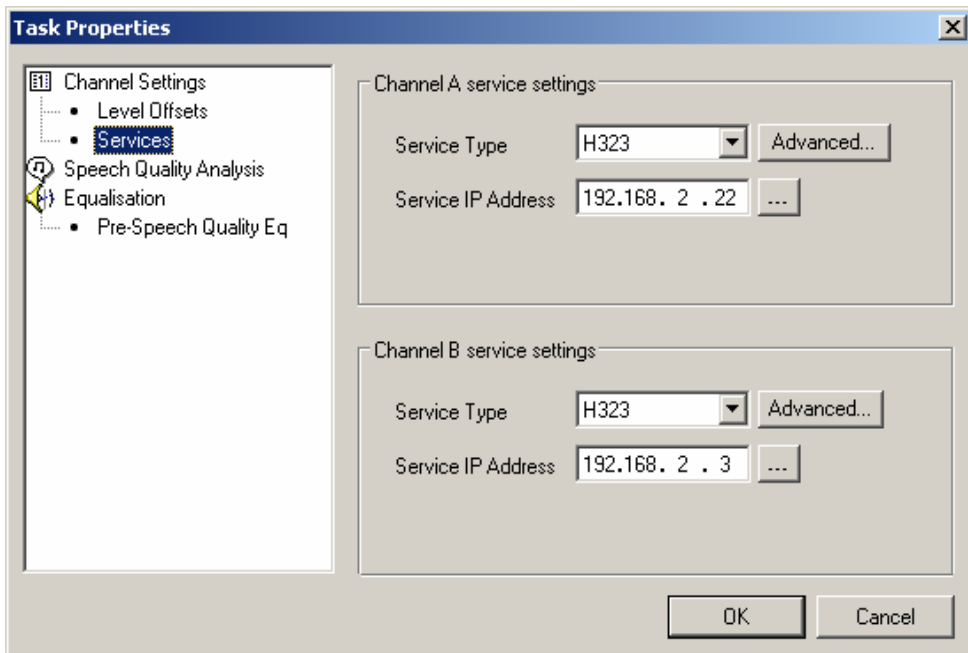 Task Properties
Channel Settings
Level Offsets
Services
Speech Quality Analysis
Equalisation
Pre-Speech Quality Eq
Channel A service settings
Service Type H323 Advanced...
Service IP Address 192.168. 2 .22 ...
Channel B service settings
Service Type H323 Advanced...
Service IP Address 192.168. 2 . 3 ...
OK Cancel